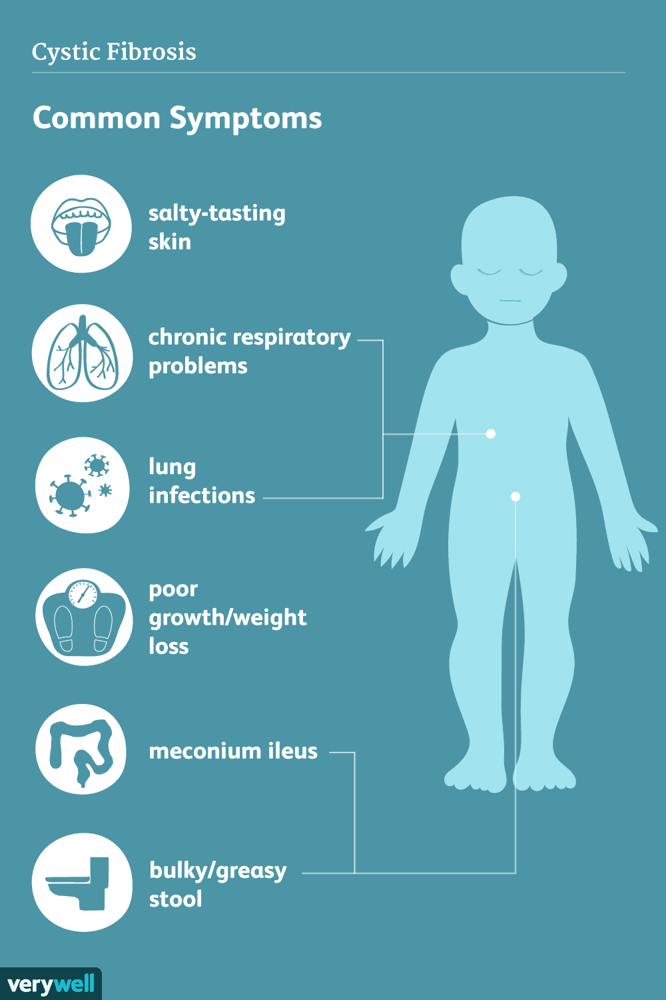 Cystic Fibrosis
Common Symptoms
salty-tasting
skin
chronic respiratory
problems
lung
infections
poor
growth/weight
loss
meconium ileus
bulky/greasy
stool
verywell